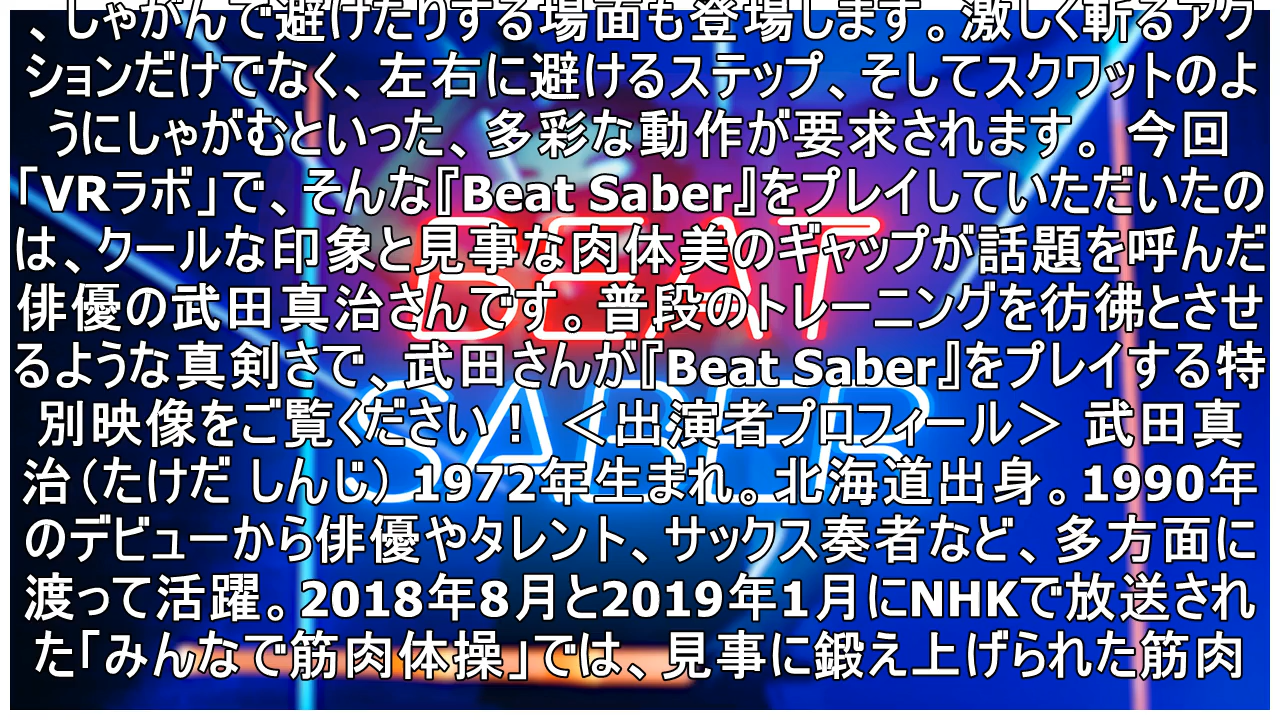 、しゃがんで避けたりする場面も登場します。激しく斬るアク
ションだけでなく、左右に避けるステップ、そしてスクワットのよ
うにしゃがむといった、多彩な動作が要求されます。 今回
「VRラボ」で、そんな『Beat Saber』をプレイしていただいたの
は、クールな印象と見事な肉体美のギャップが話題を呼んだ
俳優の武田真治さんです。普段のトレーニングを彷彿とさせ
るような真剣さで、武田さんが『Beat Saber』をプレイする特
別映像をご覧ください！ ＜出演者プロフィール＞ 武田真
治（たけだ しんじ） 1972年生まれ。北海道出身。1990年
のデビューから俳優やタレント、サックス奏者など、多方面に
渡って活躍。2018年8月と2019年1月にNHKで放送され
た「みんなで筋肉体操」では、見事に鍛え上げられた筋肉
BEAT
SABER